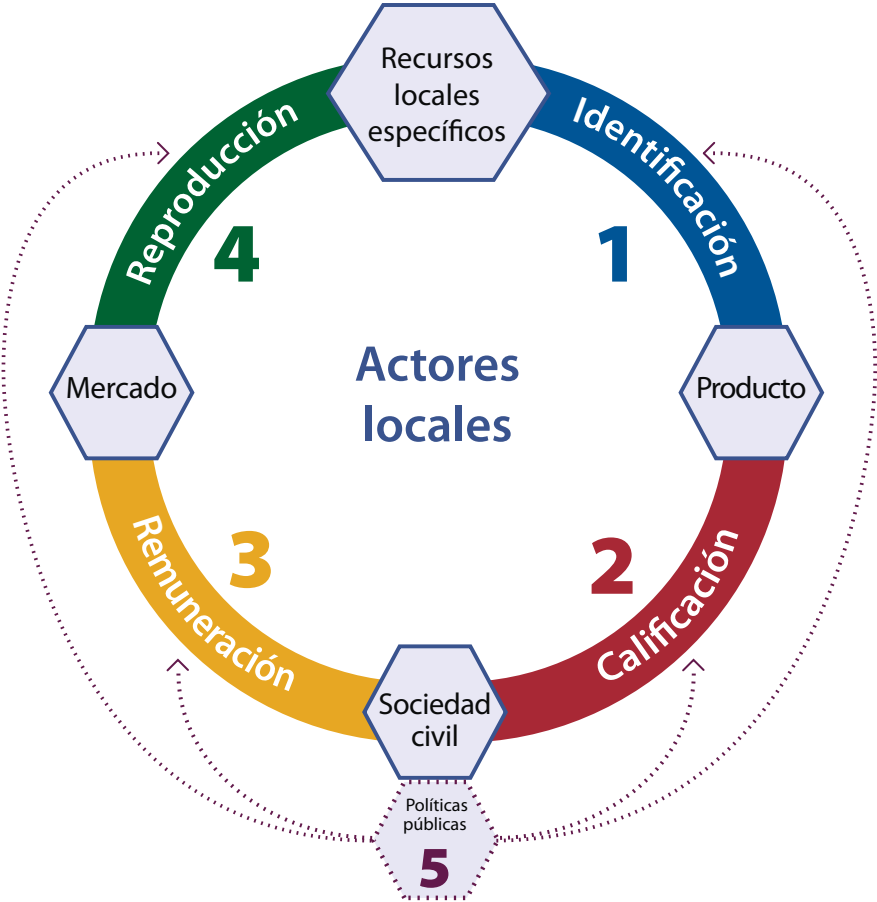 Recursos
locales
específicos
Identificación
1
Producto
Calificación
2
Sociedad
civil
Remuneración
3
Mercado
Reproducción
4
Actores
locales
Políticas
públicas
5